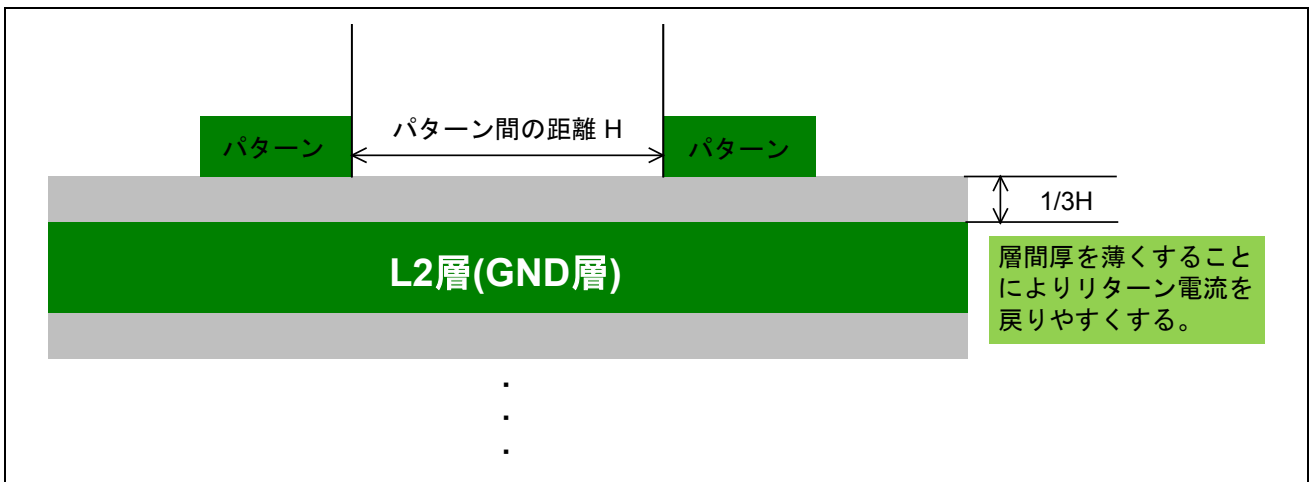 パターン
パターン間の距離 H
パターン
1/3H
L2層(GND層)
層間厚を薄くすること
によりリターン電流を
戻りやすくする。